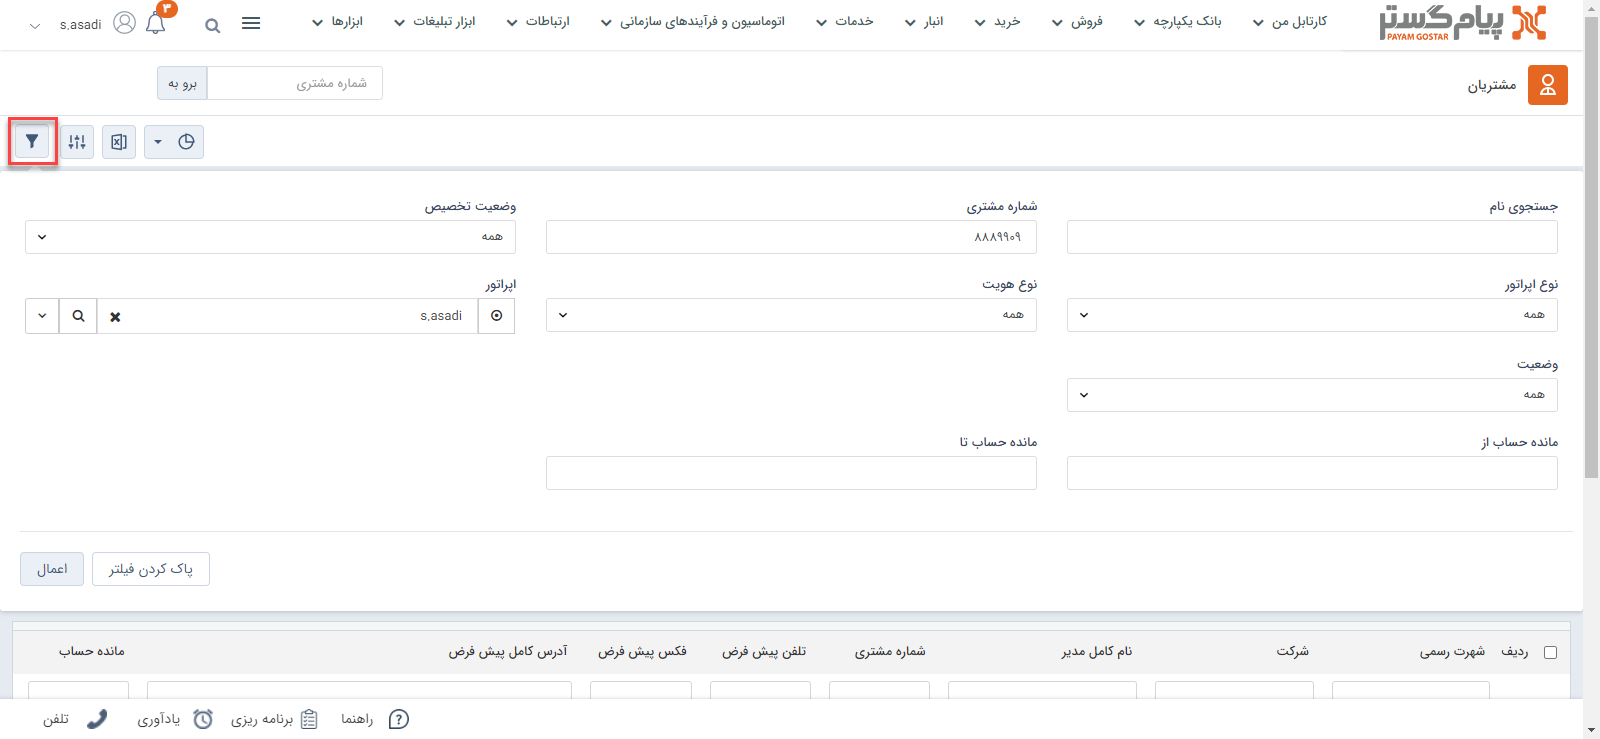 پیام گستر
PAYAM GOSTAR
کارتابل من
بانک یکپارچه
فروش
خرید
انبار
خدمات
اتوماسیون و فرآیندهای سازمانی
ارتباطات
ابزار تبلیغات
ابزارها
۳
s.asadi
مشتریان
شماره مشتری
برو به
جستجوی نام
شماره مشتری
وضعیت تخصیص
۸۸۸۹۹۰۹
همه
نوع اپراتور
نوع هویت
اپراتور
همه
همه
s.asadi
وضعیت
همه
مانده حساب از
مانده حساب تا
پاک کردن فیلتر
اعمال
ردیف
شهرت رسمی
شرکت
نام کامل مدیر
شماره مشتری
تلفن پیش فرض
فکس پیش فرض
آدرس کامل پیش فرض
مانده حساب
راهنما
برنامه ریزی
یادآوری
تلفن